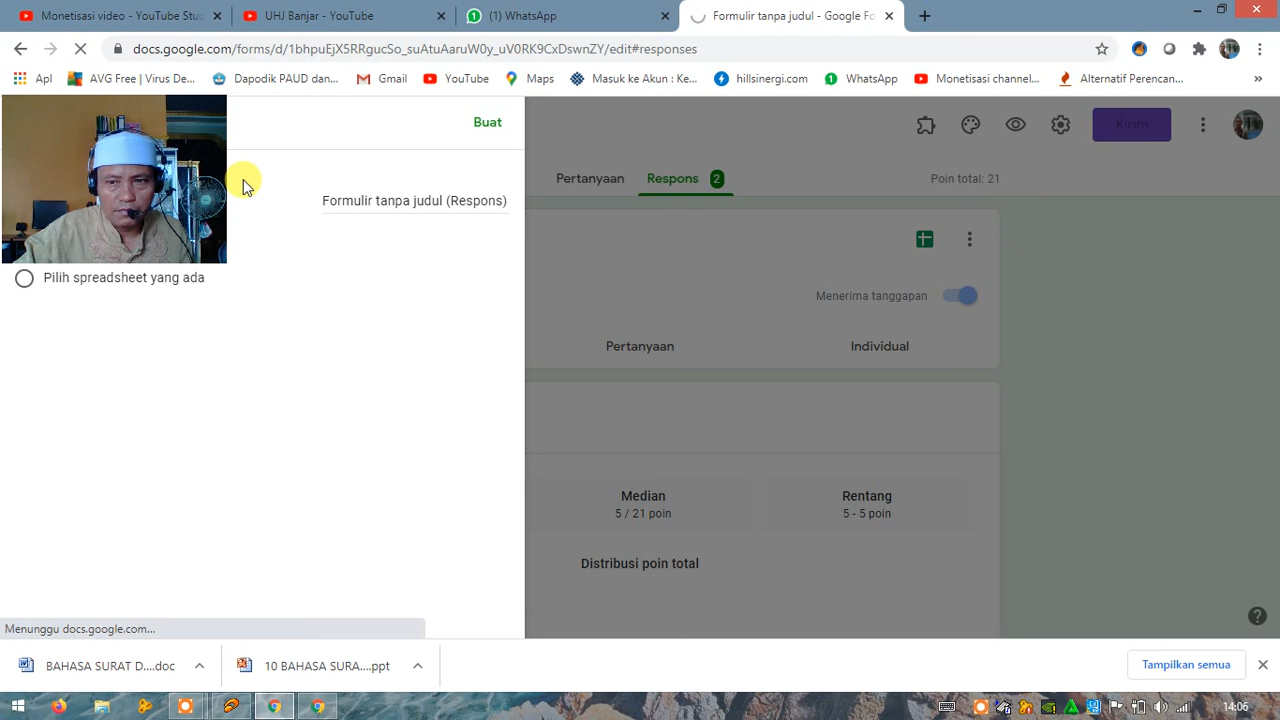 Monetisasi video - YouTube Stud
UHJ Banjar - YouTube
(1) WhatsApp
Formulir tanpa judul - Google Fo
docs.google.com/forms/d/1bhpuEjX5RRgucSo_suAtuAaruW0y_uV0RK9CxDswnZY/edit#responses
Apl
AVG Free | Virus De...
Dapodik PAUD dan...
Gmail
YouTube
Maps
Masuk ke Akun : Ke...
hillsinergi.com
WhatsApp
Monetisasi channel...
Alternatif Perencan...
»
Buat
Kirim
Pertanyaan
Respons 2
Poin total: 21
Formulir tanpa judul (Respons)
Pilih spreadsheet yang ada
Menerima tanggapan
Pertanyaan
Individual
Median
5 / 21 poin
Rentang
5 - 5 poin
Distribusi poin total
Menunggu docs.google.com...
BAHASA SURAT D....doc
10 BAHASA SURA....ppt
Tampilkan semua
14:06